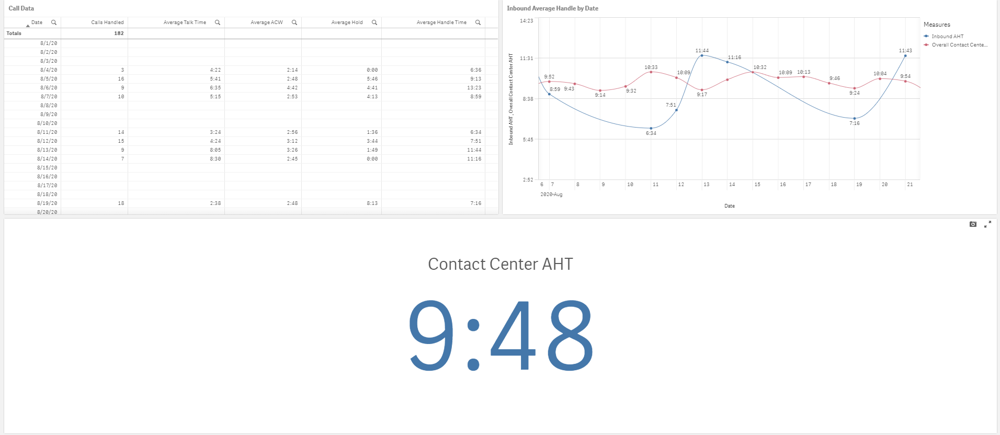 Call Data
Date Calls Handled Average Talk Time Average ACW Average Hold Average Handle Time
Totals 182
8/1/20
8/2/20
8/3/20
8/4/20 3 4:22 2:14 0:00 6:36
8/5/20 16 5:41 2:48 5:46 9:13
8/6/20 9 6:35 4:42 4:41 13:23
8/7/20 10 5:15 2:53 4:13 8:59
8/8/20
8/9/20
8/10/20
8/11/20 14 3:24 2:56 1:36 6:34
8/12/20 15 4:24 3:12 3:44 7:51
8/13/20 9 8:05 3:26 1:49 11:44
8/14/20 7 8:30 2:45 0:00 11:16
8/15/20
8/16/20
8/17/20
8/18/20
8/19/20 18 2:38 2:48 8:13 7:16
8/20/20
Inbound Average Handle by Date
Inbound AHT, Overall Contact Center AHT
14:23
11:31
8:38
5:45
2:52
9:52
8:59
9:43
9:14
9:32
10:33
6:34
10:09
7:51
11:44
9:17
11:16
10:32
10:09
10:13
9:46
9:24
7:16
10:04
11:43
9:54
6 7 8 9 10 11 12 13 14 15 16 17 18 19 20 21
2020-Aug
Date
Measures
Inbound AHT
Overall Contact Cente...
Contact Center AHT
9:48